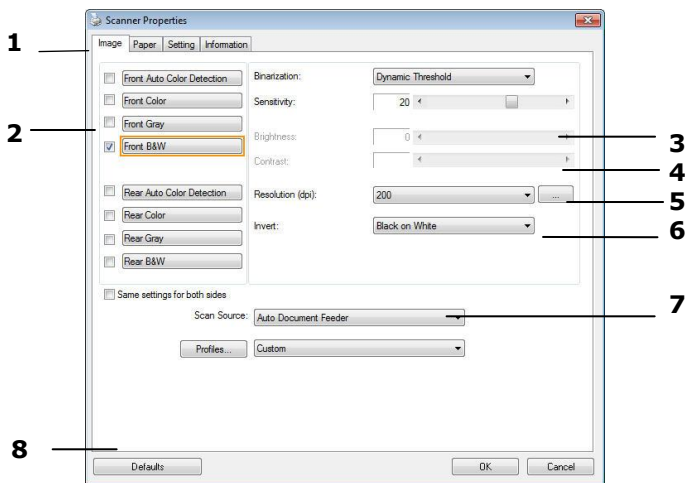 Scanner Properties
1
Image Paper Setting Information
Front Auto Color Detection Binarization: Dynamic Threshold
Front Color Sensitivity: 20
2 Front Gray
Front B&W Brightness: 0 3
Contrast: 4
Rear Auto Color Detection Resolution (dpi): 200 ... 5
Rear Color
Rear Gray Invert: Black on White 6
Rear B&W
Same settings for both sides
Scan Source: Auto Document Feeder 7
Profiles... Custom
8
Defaults OK Cancel